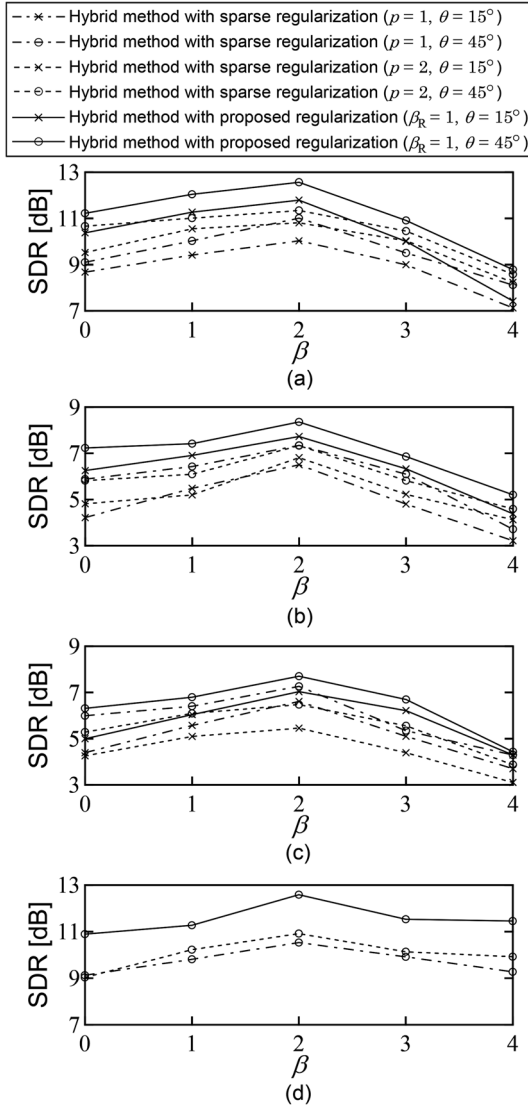 Hybrid method with sparse regularization (p = 1, θ = 15°)
Hybrid method with sparse regularization (p = 1, θ = 45°)
Hybrid method with sparse regularization (p = 2, θ = 15°)
Hybrid method with sparse regularization (p = 2, θ = 45°)
Hybrid method with proposed regularization (βR = 1, θ = 15°)
Hybrid method with proposed regularization (βR = 1, θ = 45°)
13
11
9
7
SDR [dB]
0 1 2 3 4
β
(a)
9
7
5
3
SDR [dB]
0 1 2 3 4
β
(b)
9
7
5
3
SDR [dB]
0 1 2 3 4
β
(c)
13
11
9
7
SDR [dB]
0 1 2 3 4
β
(d)